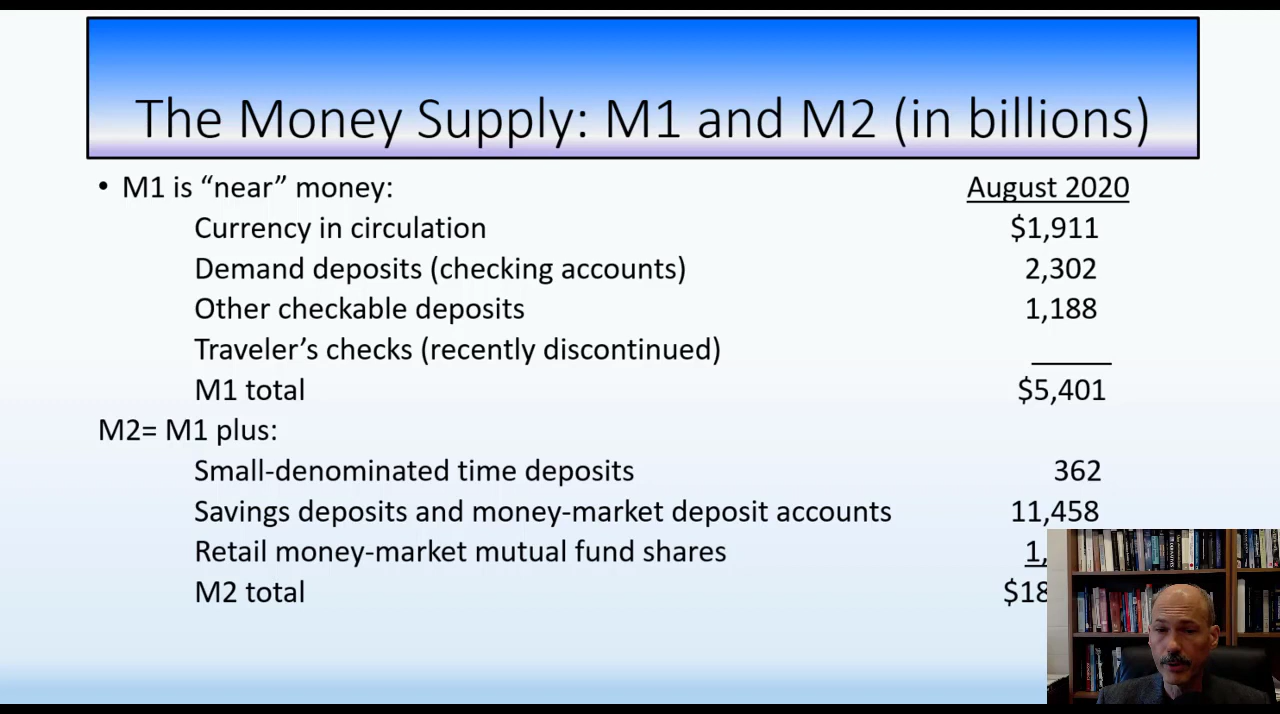 The Money Supply: M1 and M2 (in billions)
• M1 is “near” money: August 2020
Currency in circulation $1,911
Demand deposits (checking accounts) 2,302
Other checkable deposits 1,188
Traveler’s checks (recently discontinued) ______
M1 total $5,401
M2= M1 plus:
Small-denominated time deposits 362
Savings deposits and money-market deposit accounts 11,458
Retail money-market mutual fund shares 1,
M2 total $18